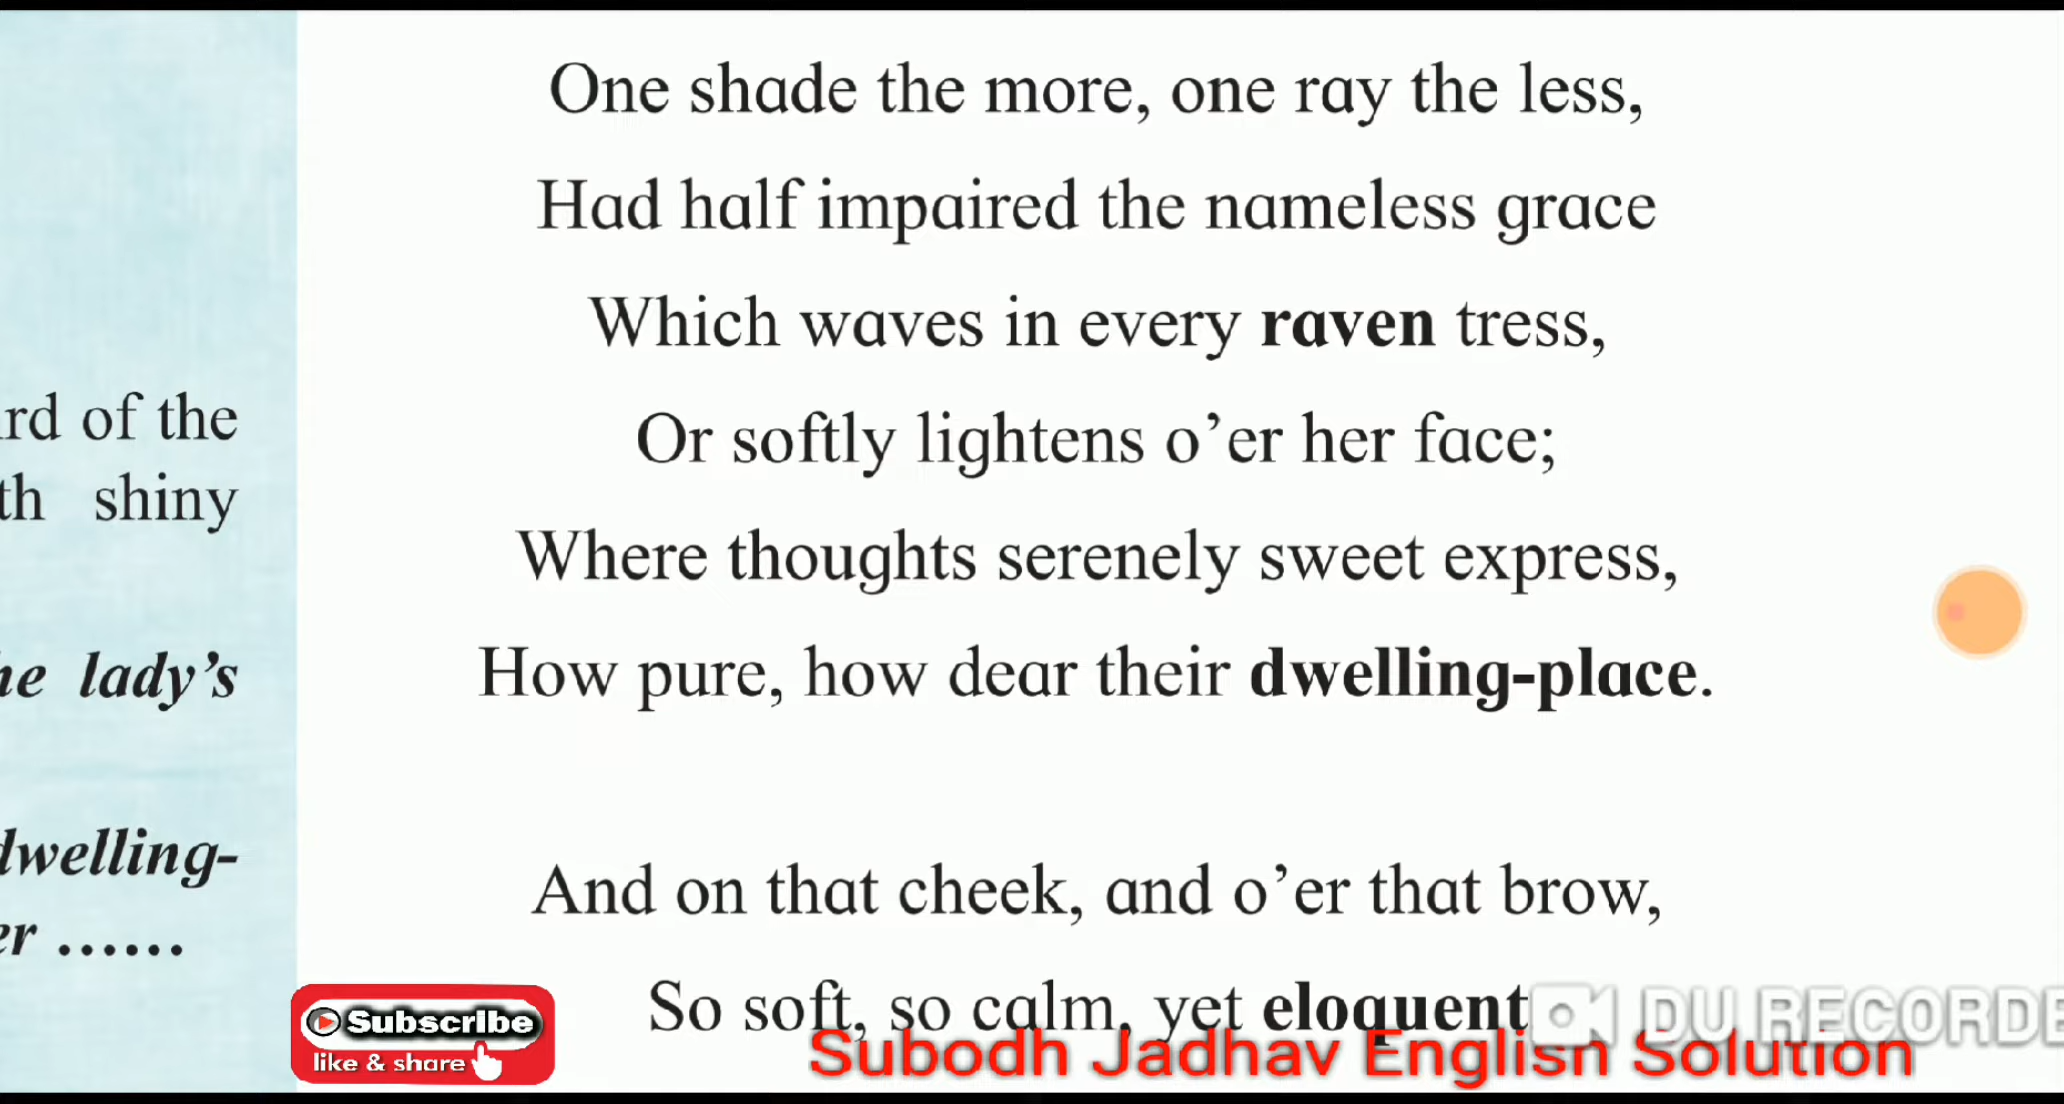 One shade the more, one ray the less,
Had half impaired the nameless grace
Which waves in every raven tress,
Or softly lightens o’er her face;
Where thoughts serenely sweet express,
How pure, how dear their dwelling-place.
And on that cheek, and o’er that brow,
So soft, so calm, yet eloquent
rd of the
th shiny
he lady’s
dwelling-
er ......
Subscribe
like & share
DU RECORDE
Subodh Jadhav English Solution